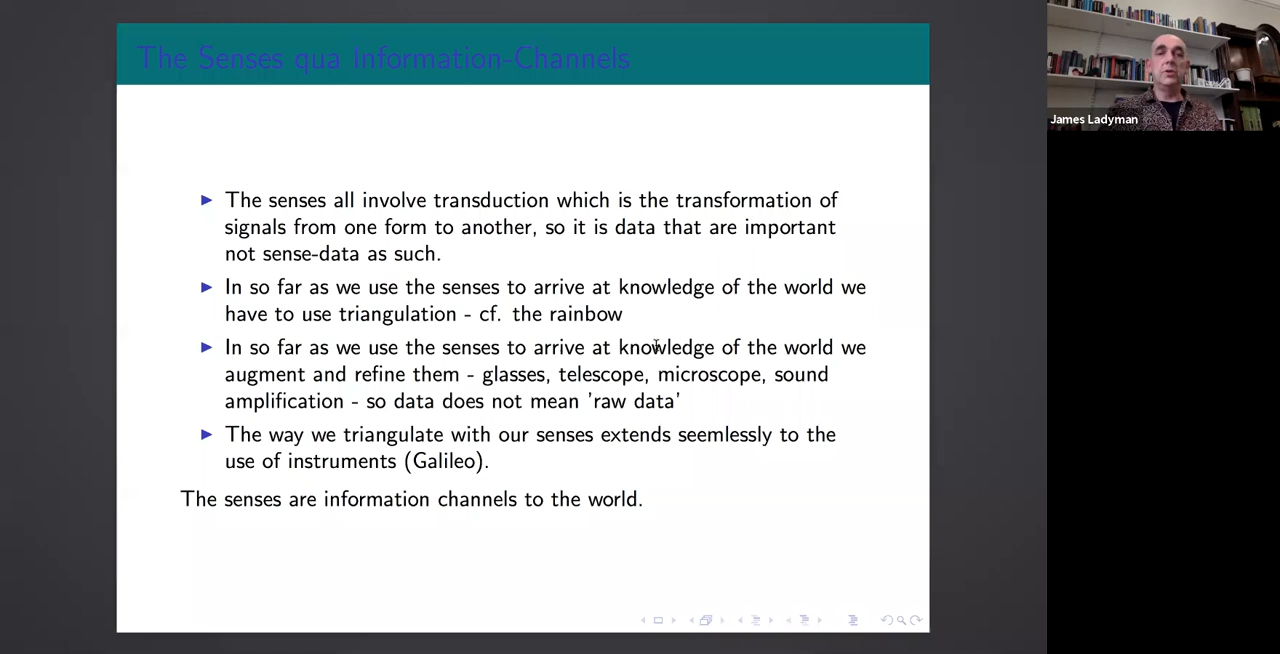 The Senses qua Information-Channels
▶ The senses all involve transduction which is the transformation of
signals from one form to another, so it is data that are important
not sense-data as such.
▶ In so far as we use the senses to arrive at knowledge of the world we
have to use triangulation - cf. the rainbow
▶ In so far as we use the senses to arrive at knowledge of the world we
augment and refine them - glasses, telescope, microscope, sound
amplification - so data does not mean 'raw data'
▶ The way we triangulate with our senses extends seemlessly to the
use of instruments (Galileo).
The senses are information channels to the world.
James Ladyman